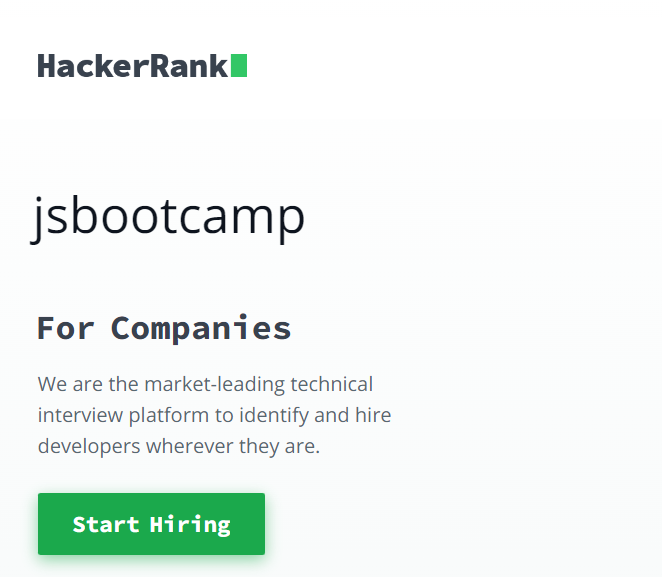 HackerRank
jsbootcamp
For Companies
We are the market-leading technical
interview platform to identify and hire
developers wherever they are.
Start Hiring